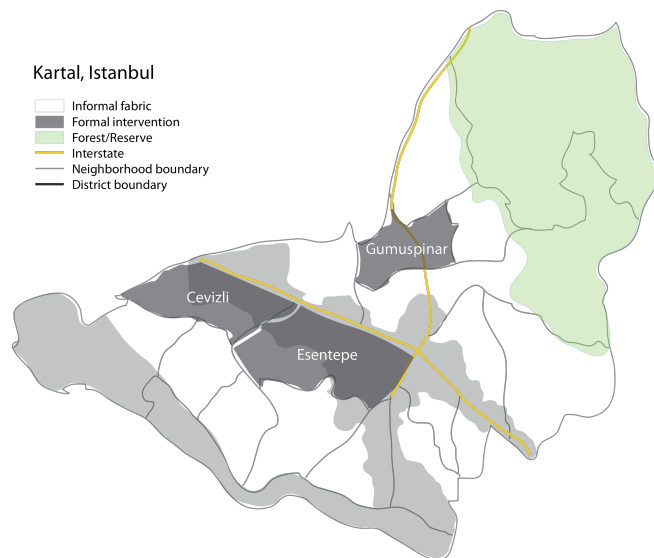 Kartal, Istanbul
Informal fabric
Formal intervention
Forest/Reserve
Interstate
Neighborhood boundary
District boundary
Gumuspinar
Cevizli
Esentepe